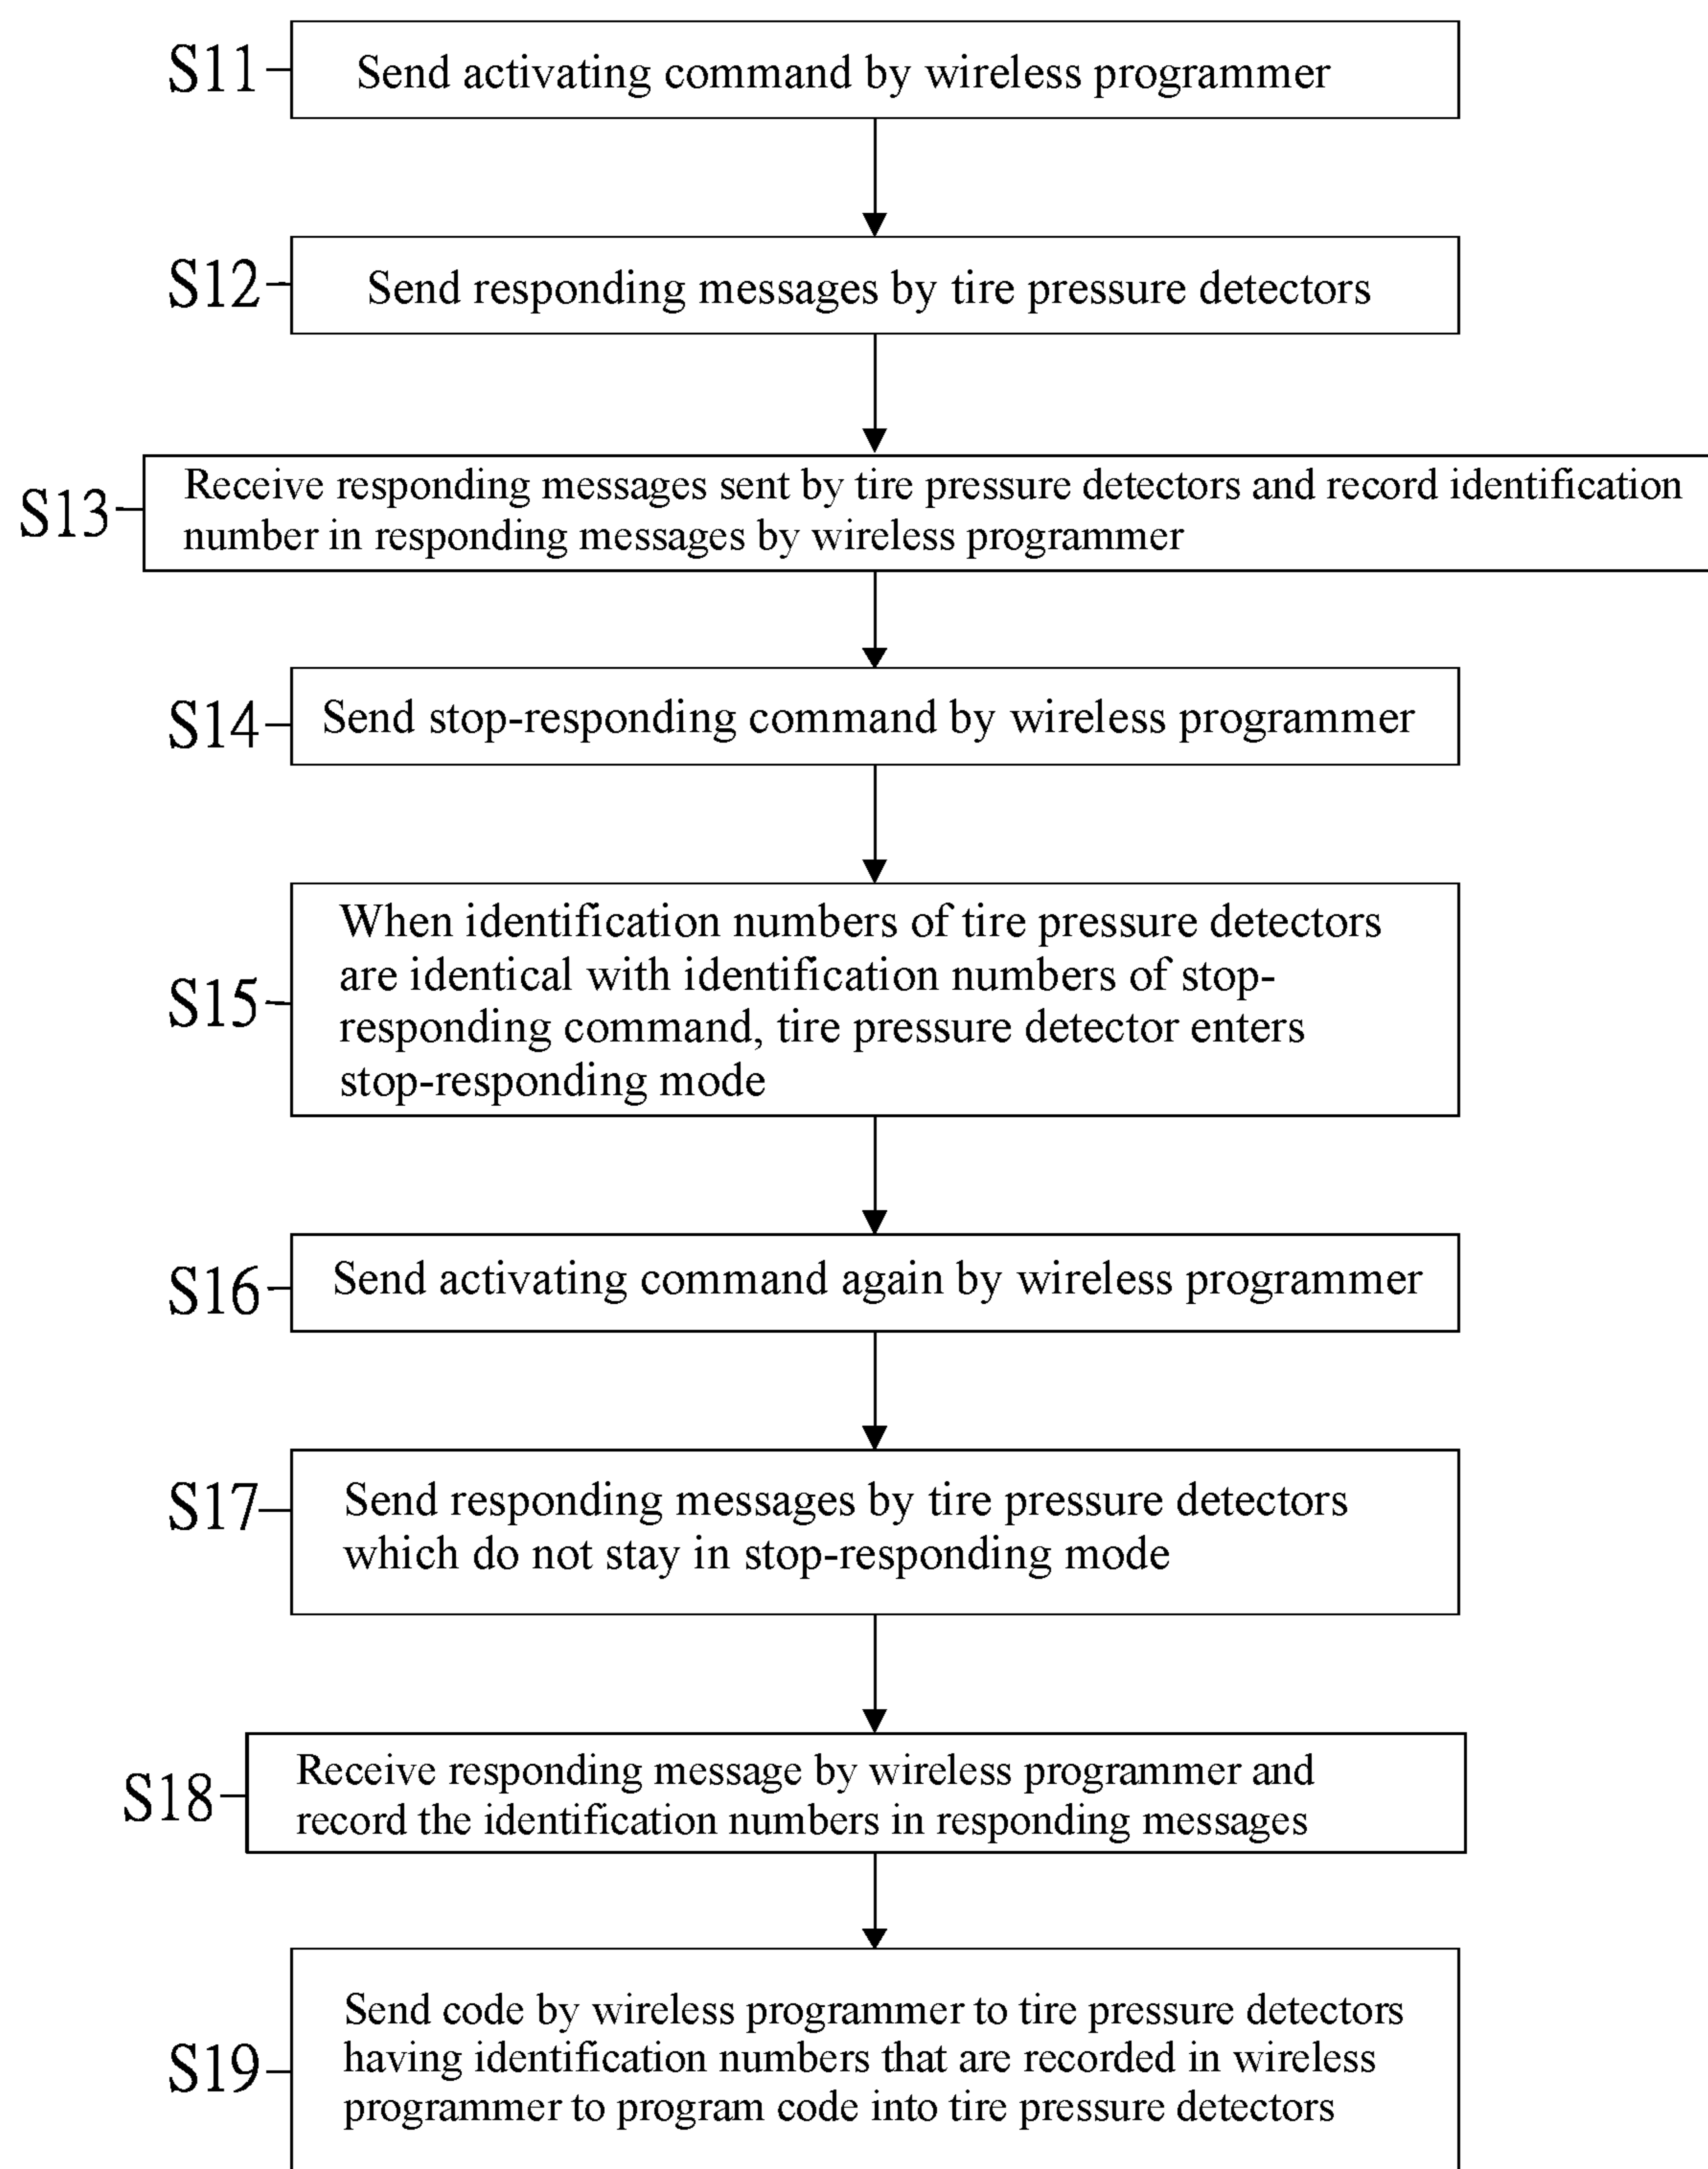 S11
Send activating command by wireless programmer
S12
Send responding messages by tire pressure detectors
S13
Receive responding messages sent by tire pressure detectors and record identification
number in responding messages by wireless programmer
S14
Send stop-responding command by wireless programmer
S15
When identification numbers of tire pressure detectors
are identical with identification numbers of stop-
responding command, tire pressure detector enters
stop-responding mode
S16
Send activating command again by wireless programmer
S17
Send responding messages by tire pressure detectors
which do not stay in stop-responding mode
S18
Receive responding message by wireless programmer and
record the identification numbers in responding messages
S19
Send code by wireless programmer to tire pressure detectors
having identification numbers that are recorded in wireless
programmer to program code into tire pressure detectors